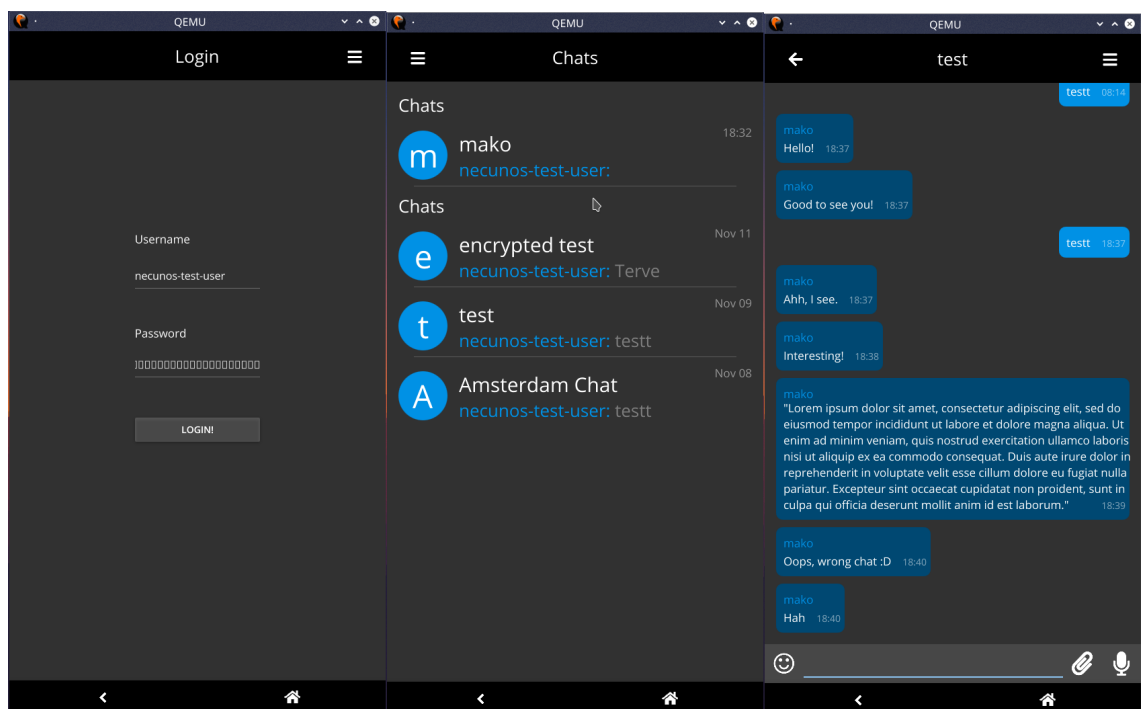 QEMU
Login
Username
necunos-test-user
Password
LOGIN!
QEMU
Chats
Chats
m
mako
18:32
necunos-test-user:
Chats
e
encrypted test
Nov 11
necunos-test-user: Terve
t
test
Nov 09
necunos-test-user: testt
A
Amsterdam Chat
Nov 08
necunos-test-user: testt
QEMU
test
testt 08:14
mako
Hello! 18:37
mako
Good to see you! 18:37
testt 18:37
mako
Ahh, I see. 18:37
mako
Interesting! 18:38
mako
"Lorem ipsum dolor sit amet, consectetur adipiscing elit, sed do
eiusmod tempor incididunt ut labore et dolore magna aliqua. Ut
enim ad minim veniam, quis nostrud exercitation ullamco laboris
nisi ut aliquip ex ea commodo consequat. Duis aute irure dolor in
reprehenderit in voluptate velit esse cillum dolore eu fugiat nulla
pariatur. Excepteur sint occaecat cupidatat non proident, sunt in
culpa qui officia deserunt mollit anim id est laborum." 18:39
mako
Oops, wrong chat :D 18:40
mako
Hah 18:40